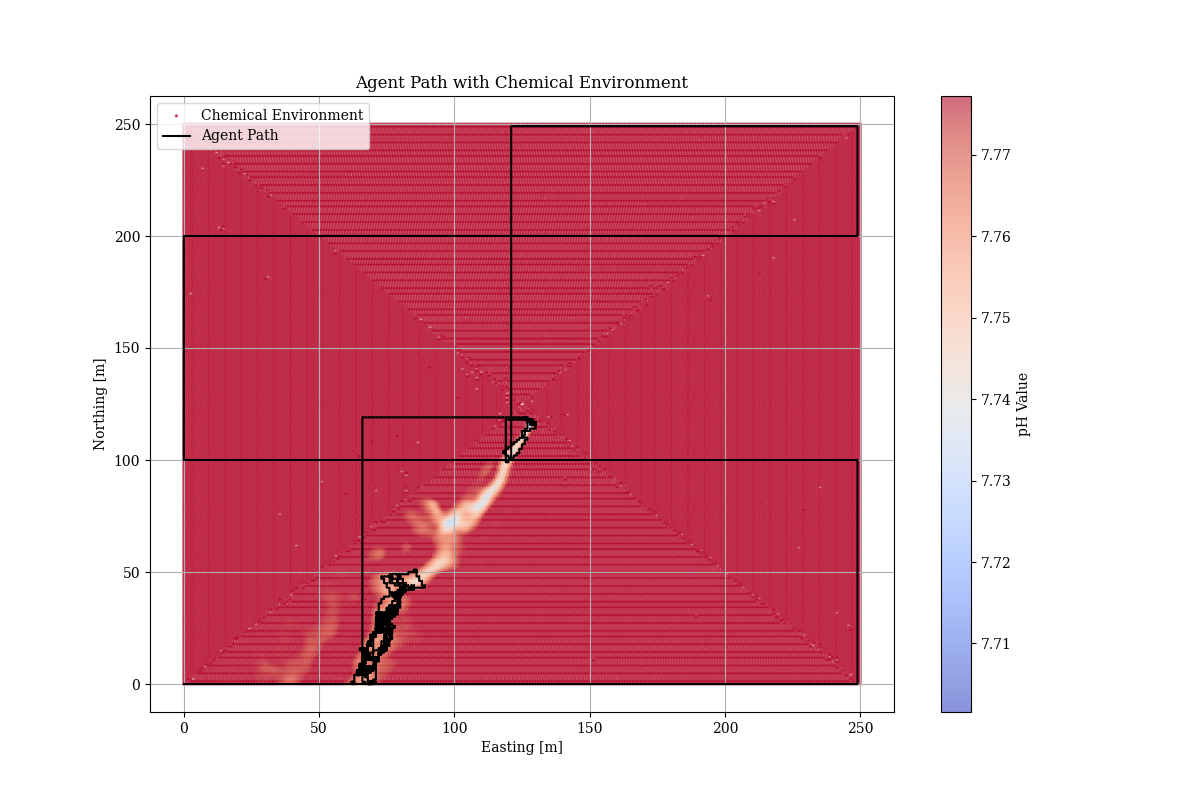 Agent Path with Chemical Environment
Chemical Environment
Agent Path
250
200
150
100
50
0
Northing [m]
0 50 100 150 200 250
Easting [m]
7.77
7.76
7.75
7.74
7.73
7.72
7.71
pH Value